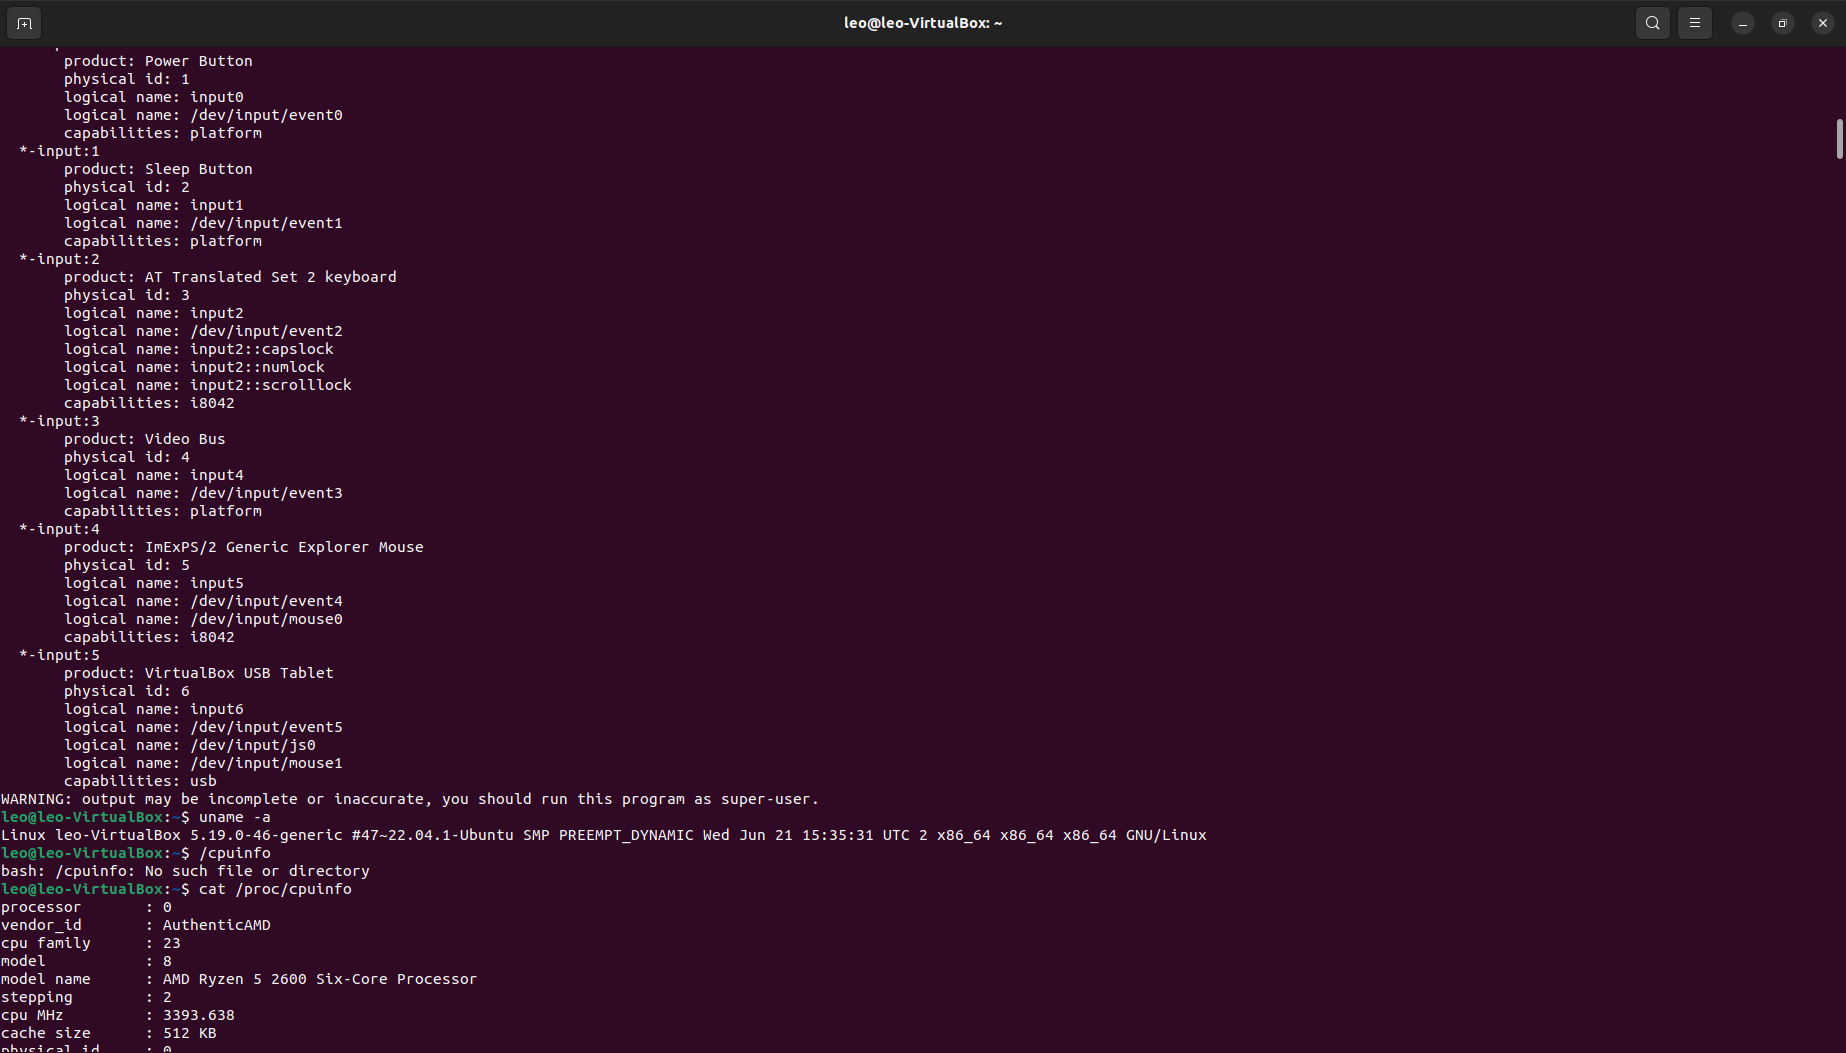 leo@leo-VirtualBox: ~
product: Power Button
physical id: 1
logical name: input0
logical name: /dev/input/event0
capabilities: platform
*-input:1
product: Sleep Button
physical id: 2
logical name: input1
logical name: /dev/input/event1
capabilities: platform
*-input:2
product: AT Translated Set 2 keyboard
physical id: 3
logical name: input2
logical name: /dev/input/event2
logical name: input2::capslock
logical name: input2::numlock
logical name: input2::scrolllock
capabilities: i8042
*-input:3
product: Video Bus
physical id: 4
logical name: input4
logical name: /dev/input/event3
capabilities: platform
*-input:4
product: ImExPS/2 Generic Explorer Mouse
physical id: 5
logical name: input5
logical name: /dev/input/event4
logical name: /dev/input/mouse0
capabilities: i8042
*-input:5
product: VirtualBox USB Tablet
physical id: 6
logical name: input6
logical name: /dev/input/event5
logical name: /dev/input/js0
logical name: /dev/input/mouse1
capabilities: usb
WARNING: output may be incomplete or inaccurate, you should run this program as super-user.
leo@leo-VirtualBox:~$ uname -a
Linux leo-VirtualBox 5.19.0-46-generic #47~22.04.1-Ubuntu SMP PREEMPT_DYNAMIC Wed Jun 21 15:35:31 UTC 2 x86_64 x86_64 x86_64 GNU/Linux
leo@leo-VirtualBox:~$ /cpuinfo
bash: /cpuinfo: No such file or directory
leo@leo-VirtualBox:~$ cat /proc/cpuinfo
processor : 0
vendor_id : AuthenticAMD
cpu family : 23
model : 8
model name : AMD Ryzen 5 2600 Six-Core Processor
stepping : 2
cpu MHz : 3393.638
cache size : 512 KB
physical id : 0